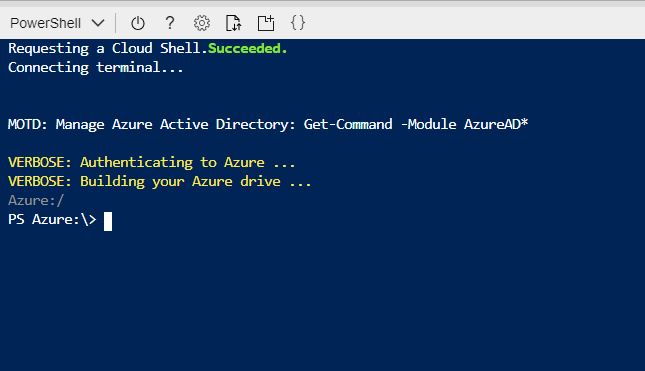 PowerShell
?
{}
Requesting a Cloud Shell.Succeeded.
Connecting terminal...
MOTD: Manage Azure Active Directory: Get-Command -Module AzureAD*
VERBOSE: Authenticating to Azure ...
VERBOSE: Building your Azure drive ...
Azure:/
PS Azure:\>